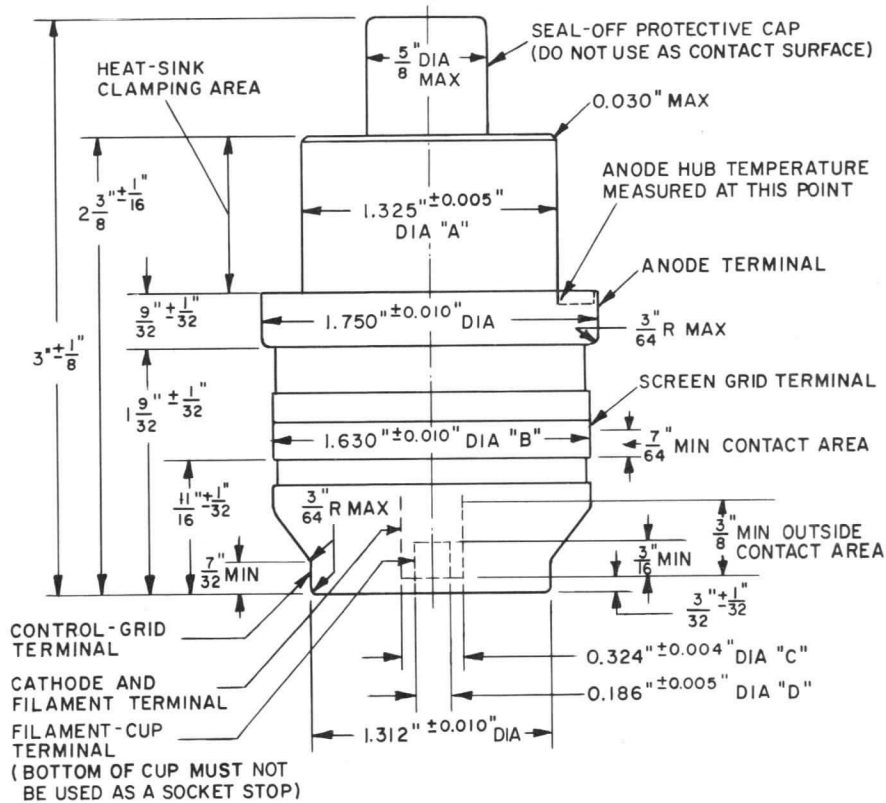 SEAL-OFF PROTECTIVE CAP
(DO NOT USE AS CONTACT SURFACE)
5/8" DIA
MAX
HEAT-SINK
CLAMPING AREA
0.030" MAX
ANODE HUB TEMPERATURE
MEASURED AT THIS POINT
2 3/8" ± 1/16"
1.325" ±0.005"
DIA "A"
ANODE TERMINAL
9/32" ± 1/32"
1.750" ±0.010" DIA
3/64" R MAX
3" ± 1/8"
SCREEN GRID TERMINAL
1 9/32" ± 1/32"
1.630" ±0.010" DIA "B"
7/64" MIN CONTACT AREA
11/16" ± 1/32"
3/64" R MAX
3/8" MIN OUTSIDE
CONTACT AREA
7/32" MIN
3/16" MIN
3/32" ± 1/32"
CONTROL-GRID
TERMINAL
0.324" ±0.004" DIA "C"
CATHODE AND
FILAMENT TERMINAL
0.186" ±0.005" DIA "D"
FILAMENT-CUP
TERMINAL
(BOTTOM OF CUP MUST NOT
BE USED AS A SOCKET STOP)
1.312" ±0.010" DIA